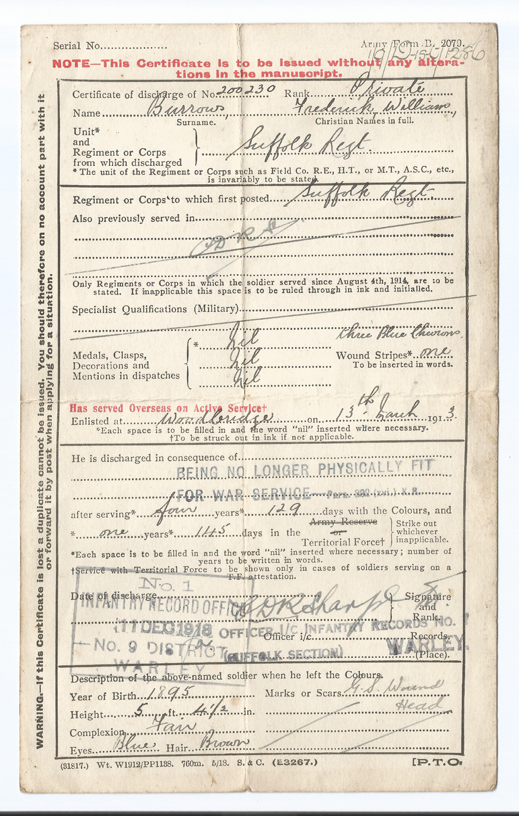 Serial No..................
Army Form B. 2079.
NOTE—This Certificate is to be issued without any altera-
tions in the manuscript.
Certificate of discharge of No. 200230 Rank Private
Name Burrows, Frederick, William,
Surname. Christian Names in full.
Unit*
and
Regiment or Corps
from which discharged
Suffolk Regt.
*The unit of the Regiment or Corps such as Field Co. R.E., H.T., or M.T., A.S.C., etc.,
is invariably to be stated.
Regiment or Corps to which first posted Suffolk Regt
Also previously served in
Only Regiments or Corps in which the soldier served since August 4th, 1914, are to be
stated. If inapplicable this space is to be ruled through in ink and initialled.
Specialist Qualifications (Military)
Medals, Clasps,
Decorations and
Mentions in dispatches
* Nil
Nil
Nil
three Blue Chevrons
Wound Stripes* one
To be inserted in words.
Has served Overseas on Active Service†
Enlisted at Woodbridge on 13th March 1913.
*Each space is to be filled in and the word "nil" inserted where necessary.
†To be struck out in ink if not applicable.
He is discharged in consequence of
BEING NO LONGER PHYSICALLY FIT
FOR WAR SERVICE
after serving* four years* 129 days with the Colours, and
* one years* 145 days in the Army Reserve or Territorial Force†
Strike out
whichever
inapplicable.
*Each space is to be filled in and the word "nil" inserted where necessary; number of
years to be written in words.
†Service with Territorial Force to be shown only in cases of soldiers serving on a
T.F. attestation.
Date of discharge
Signature
and
Rank.
Officer i/c.
Records.
(Place).
No. 1
INFANTRY RECORD OFFICE
11 DEC 1918
No. 9 DISTRICT
WARLEY
OFFICER I/c INFANTRY RECORDS No.
(SUFFOLK SECTION)
WARLEY.
Description of the above-named soldier when he left the Colours.
Year of Birth 1895 Marks or Scars G.S. Wound
Head
Height 5 ft. 4½ in.
Complexion Fair
Eyes Blue Hair Brown
(31817.) Wt. W1912/PP1138. 760m. 5/18. S. & C. (E3267.) [P.T.O.
WARNING—If this Certificate is lost a duplicate cannot be issued. You should therefore on no account part with it
or forward it by post when applying for a situation.